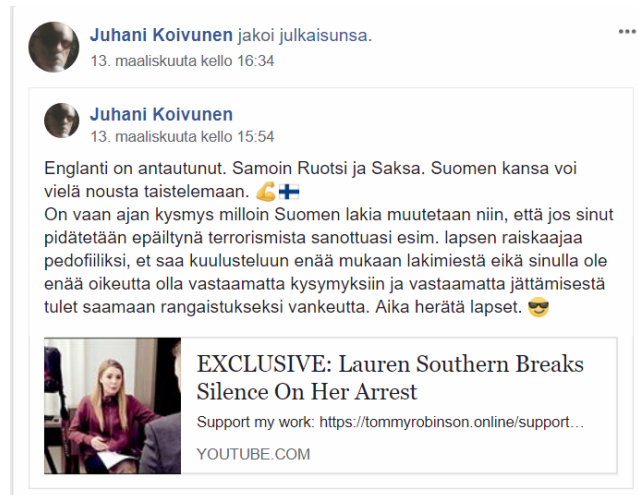 Juhani Koivunen jakoi julkaisunsa.
13. maaliskuuta kello 16:34
Juhani Koivunen
13. maaliskuuta kello 15:54
Englanti on antautunut. Samoin Ruotsi ja Saksa. Suomen kansa voi
vielä nousta taistelemaan. 💪🇫🇮
On vaan ajan kysmys milloin Suomen lakia muutetaan niin, että jos sinut
pidätetään epäiltynä terrorismista sanottuasi esim. lapsen raiskaajaa
pedofiiliksi, et saa kuulusteluun enää mukaan lakimiestä eikä sinulla ole
enää oikeutta olla vastaamatta kysymyksiin ja vastaamatta jättämisestä
tulet saamaan rangaistukseksi vankeutta. Aika herätä lapset. 😎
EXCLUSIVE: Lauren Southern Breaks
Silence On Her Arrest
Support my work: https://tommyrobinson.online/support…
YOUTUBE.COM